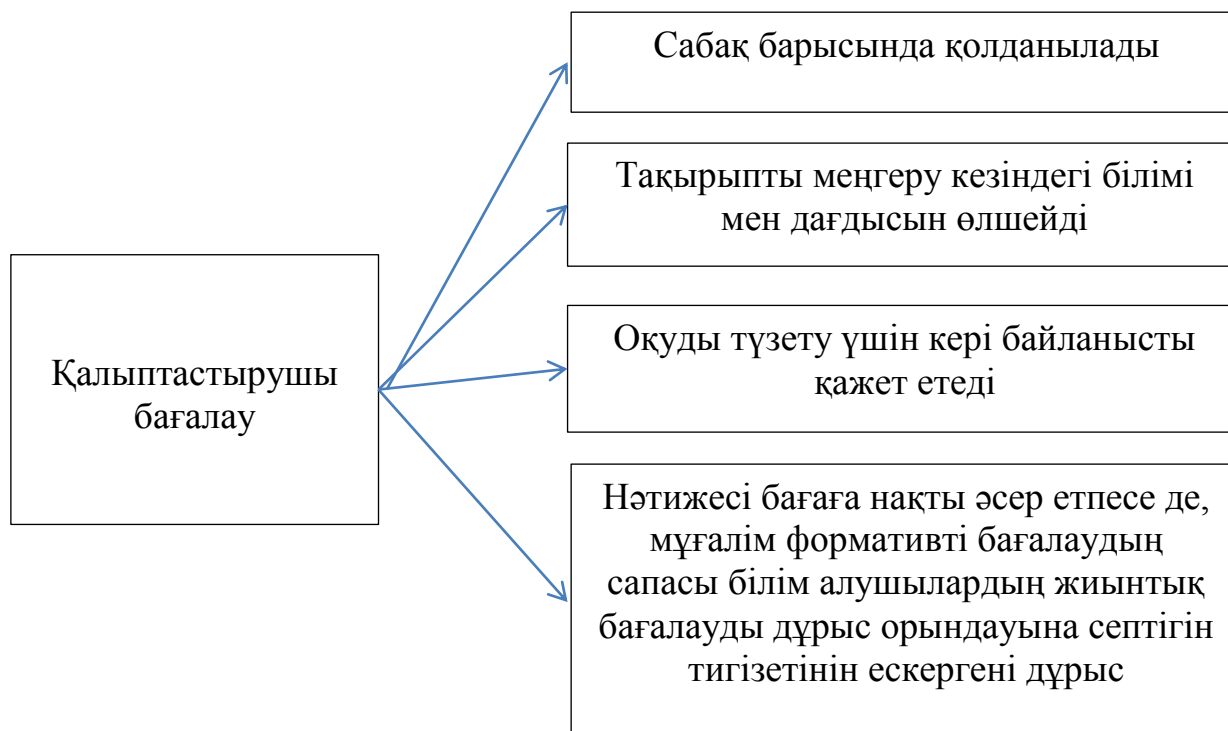 Сабақ барысында қолданылады
Тақырыпты меңгеру кезіндегі білімі
мен дағдысын өлшейді
Қалыптастырушы
бағалау
Оқуды түзету үшін кері байланысты
қажет етеді
Нәтижесі бағаға нақты әсер етпесе де,
мұғалім формативті бағалаудың
сапасы білім алушылардың жиынтық
бағалауды дұрыс орындауына септігін
тигізетінін ескергені дұрыс